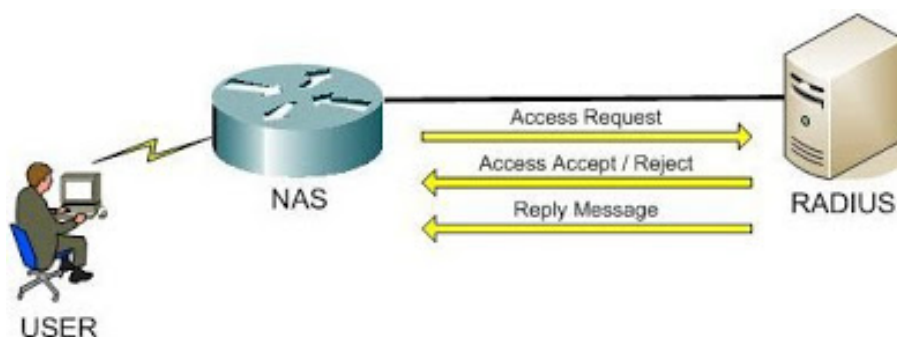 Access Request
Access Accept / Reject
Reply Message
NAS
RADIUS
USER